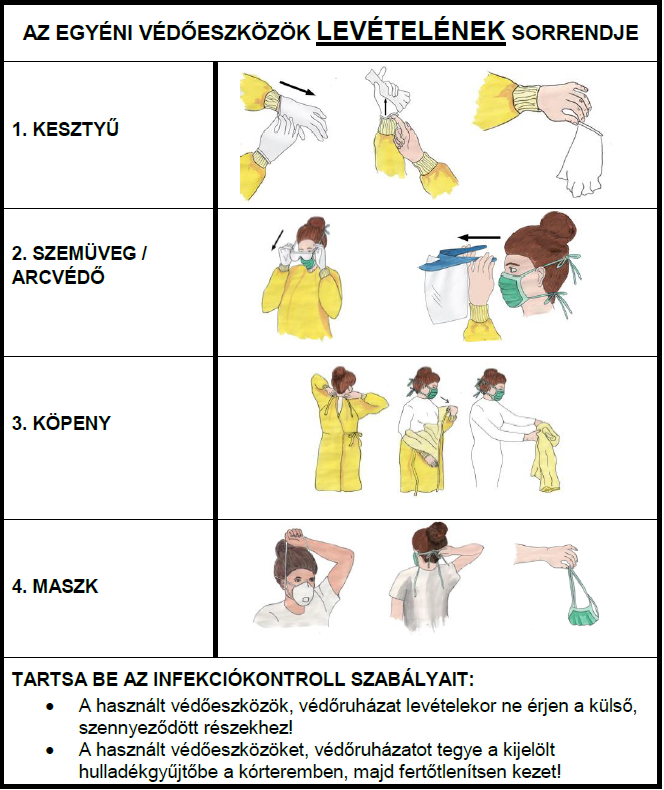 AZ EGYÉNI VÉDŐESZKÖZÖK LEVÉTELÉNEK SORRENDJE
1. KESZTYŰ
2. SZEMÜVEG /
ARCVÉDŐ
3. KÖPENY
4. MASZK
TARTSA BE AZ INFEKCIÓKONTROLL SZABÁLYAIT:
• A használt védőeszközök, védőruházat levételekor ne érjen a külső,
szennyeződött részekhez!
• A használt védőeszközöket, védőruházatot tegye a kijelölt
hulladékgyűjtőbe a kórteremben, majd fertőtlenítsen kezet!